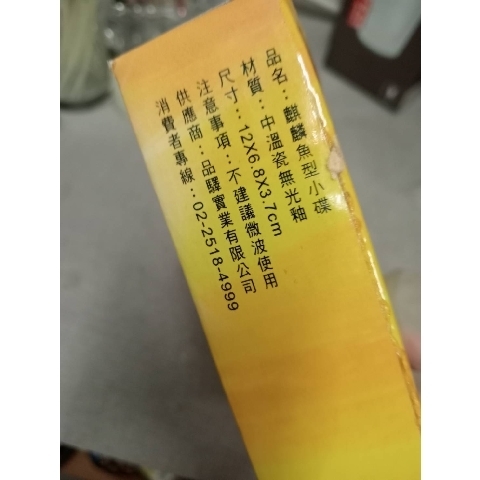 品名：麒麟魚型小碟
材質：中溫瓷無光釉
尺寸：12X6.8X3.7cm
注意事項：不建議微波使用
供應商：品驛實業有限公司
消費者專線：02-2518-4999